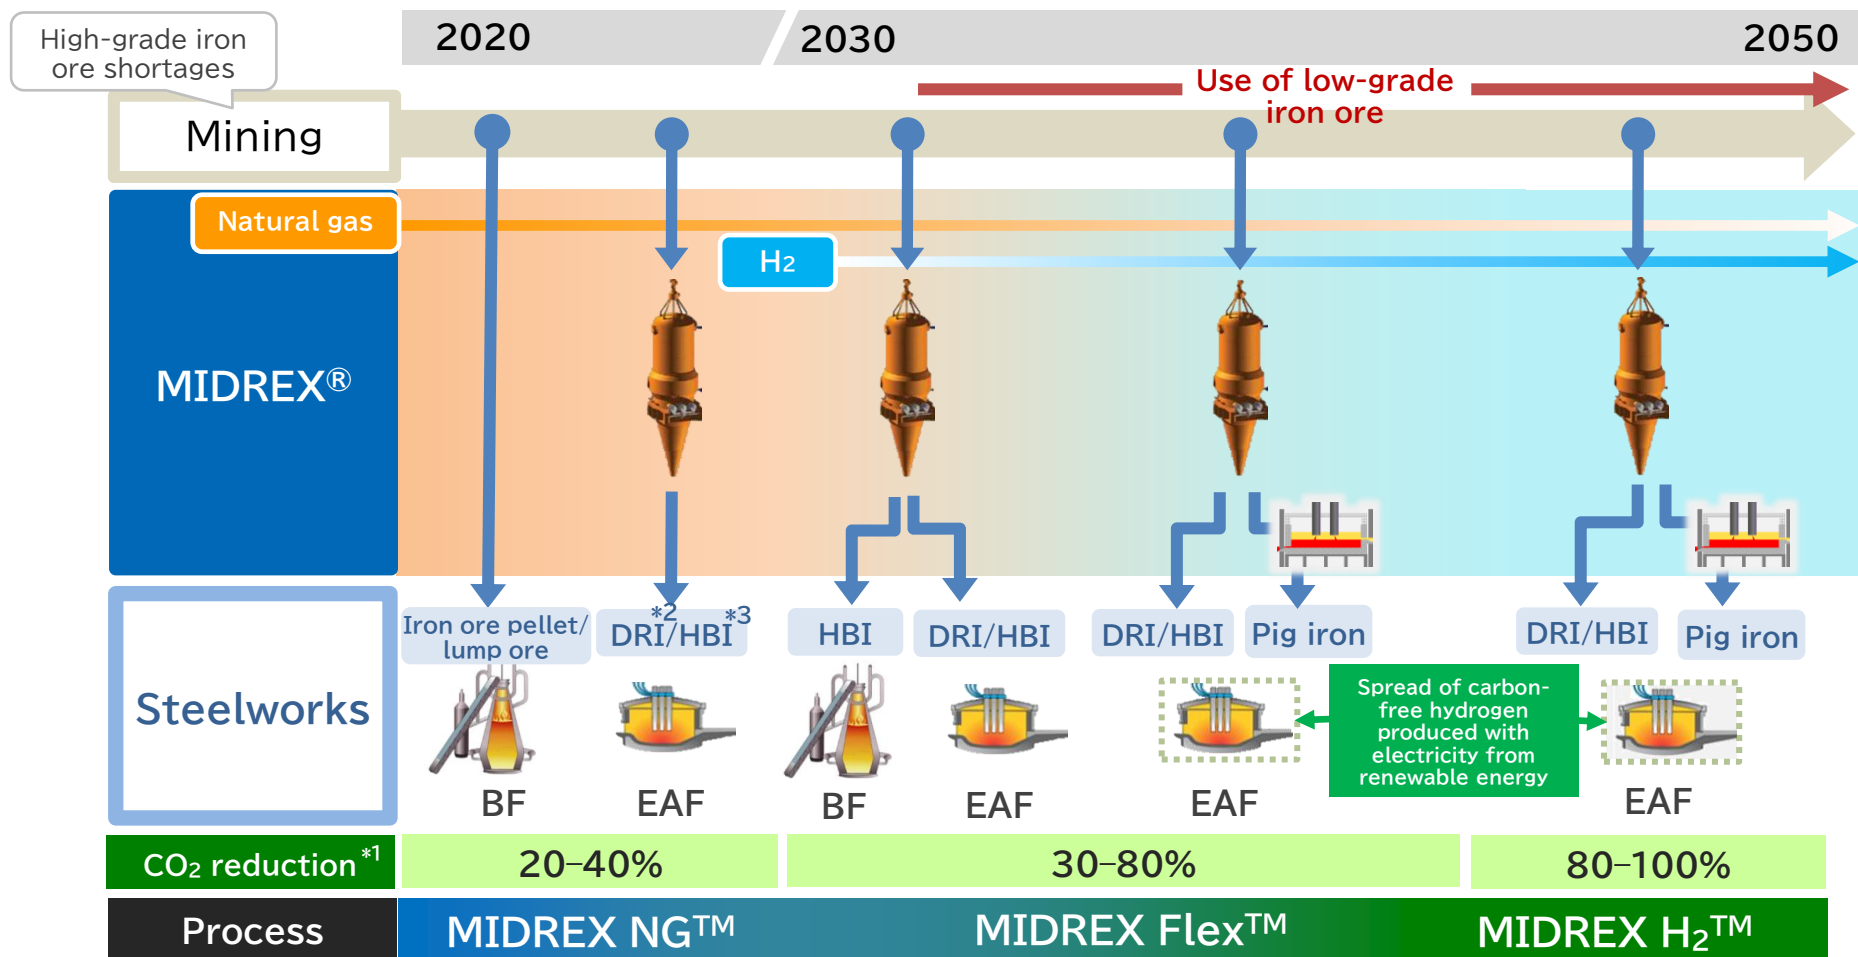 High-grade iron
ore shortages
2020
2030
2050
Use of low-grade
iron ore
Mining
Natural gas
H2
MIDREX®
Iron ore pellet/
lump ore
DRI*2/HBI*3
HBI
DRI/HBI
DRI/HBI
Pig iron
DRI/HBI
Pig iron
Steelworks
Spread of carbon-
free hydrogen
produced with
electricity from
renewable energy
BF
EAF
BF
EAF
EAF
EAF
CO2 reduction *1
20–40%
30–80%
80–100%
Process
MIDREX NG™
MIDREX Flex™
MIDREX H2™